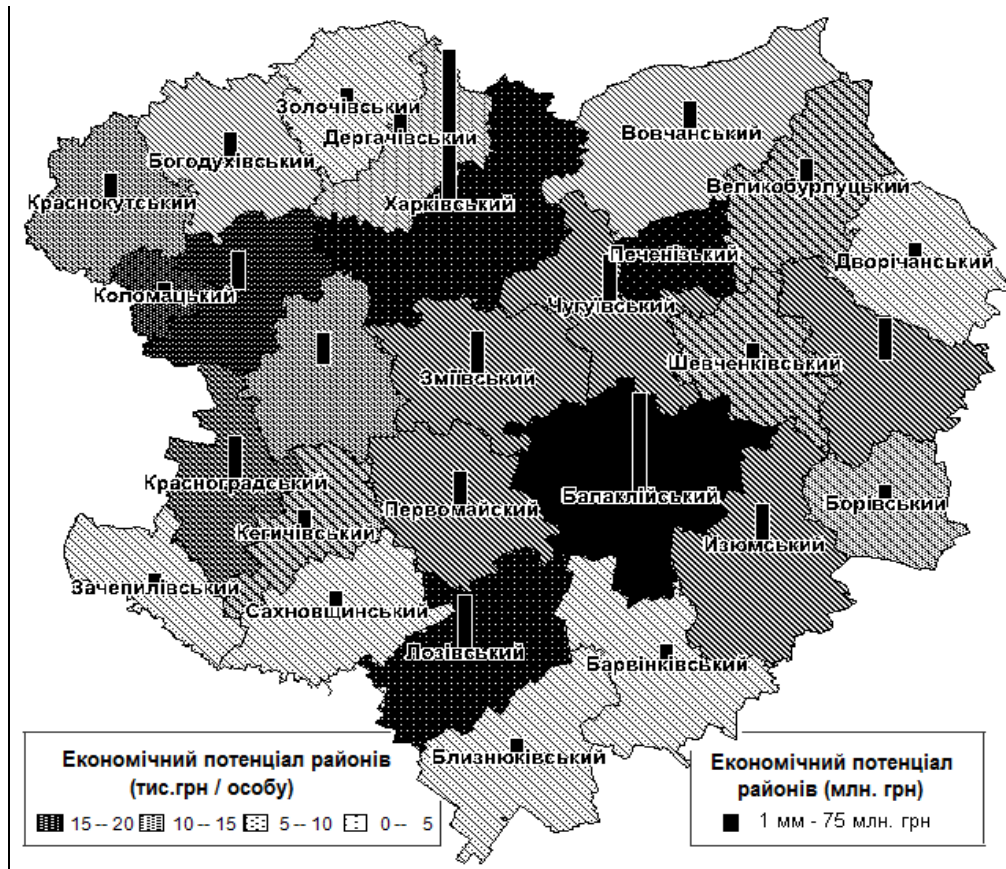 Золочівський
Дергачівський
Вовчанський
Богодухівський
Великобурлуцький
Краснокутський
Харківський
Печенізький
Дворічанський
Коломацький
Чугуївський
Шевченківський
Зміївський
Красноградський
Балаклійський
Борівський
Первомайский
Кегичівський
Изюмський
Зачепилівський
Сахновщинський
Лозівський
Барвінківський
Близнюківський
Економічний потенціал районів
(тис.грн / особу)
15 -- 20 10 -- 15 5 -- 10 0 -- 5
Економічний потенціал
районів (млн. грн)
1 мм - 75 млн. грн